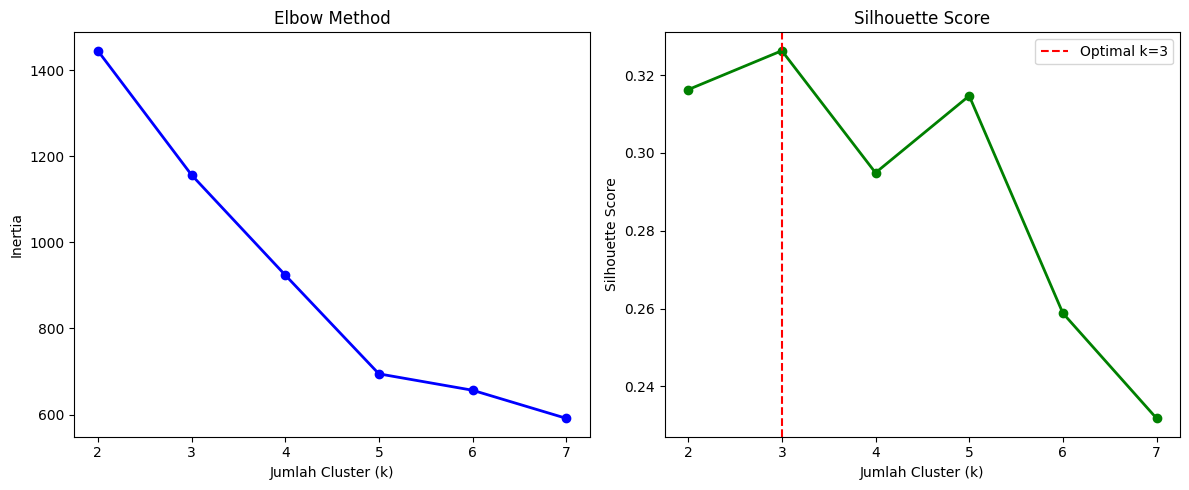 Elbow Method
1400
1200
1000
800
600
Inertia
2 3 4 5 6 7
Jumlah Cluster (k)
Silhouette Score
Optimal k=3
0.32
0.30
0.28
0.26
0.24
Silhouette Score
2 3 4 5 6 7
Jumlah Cluster (k)